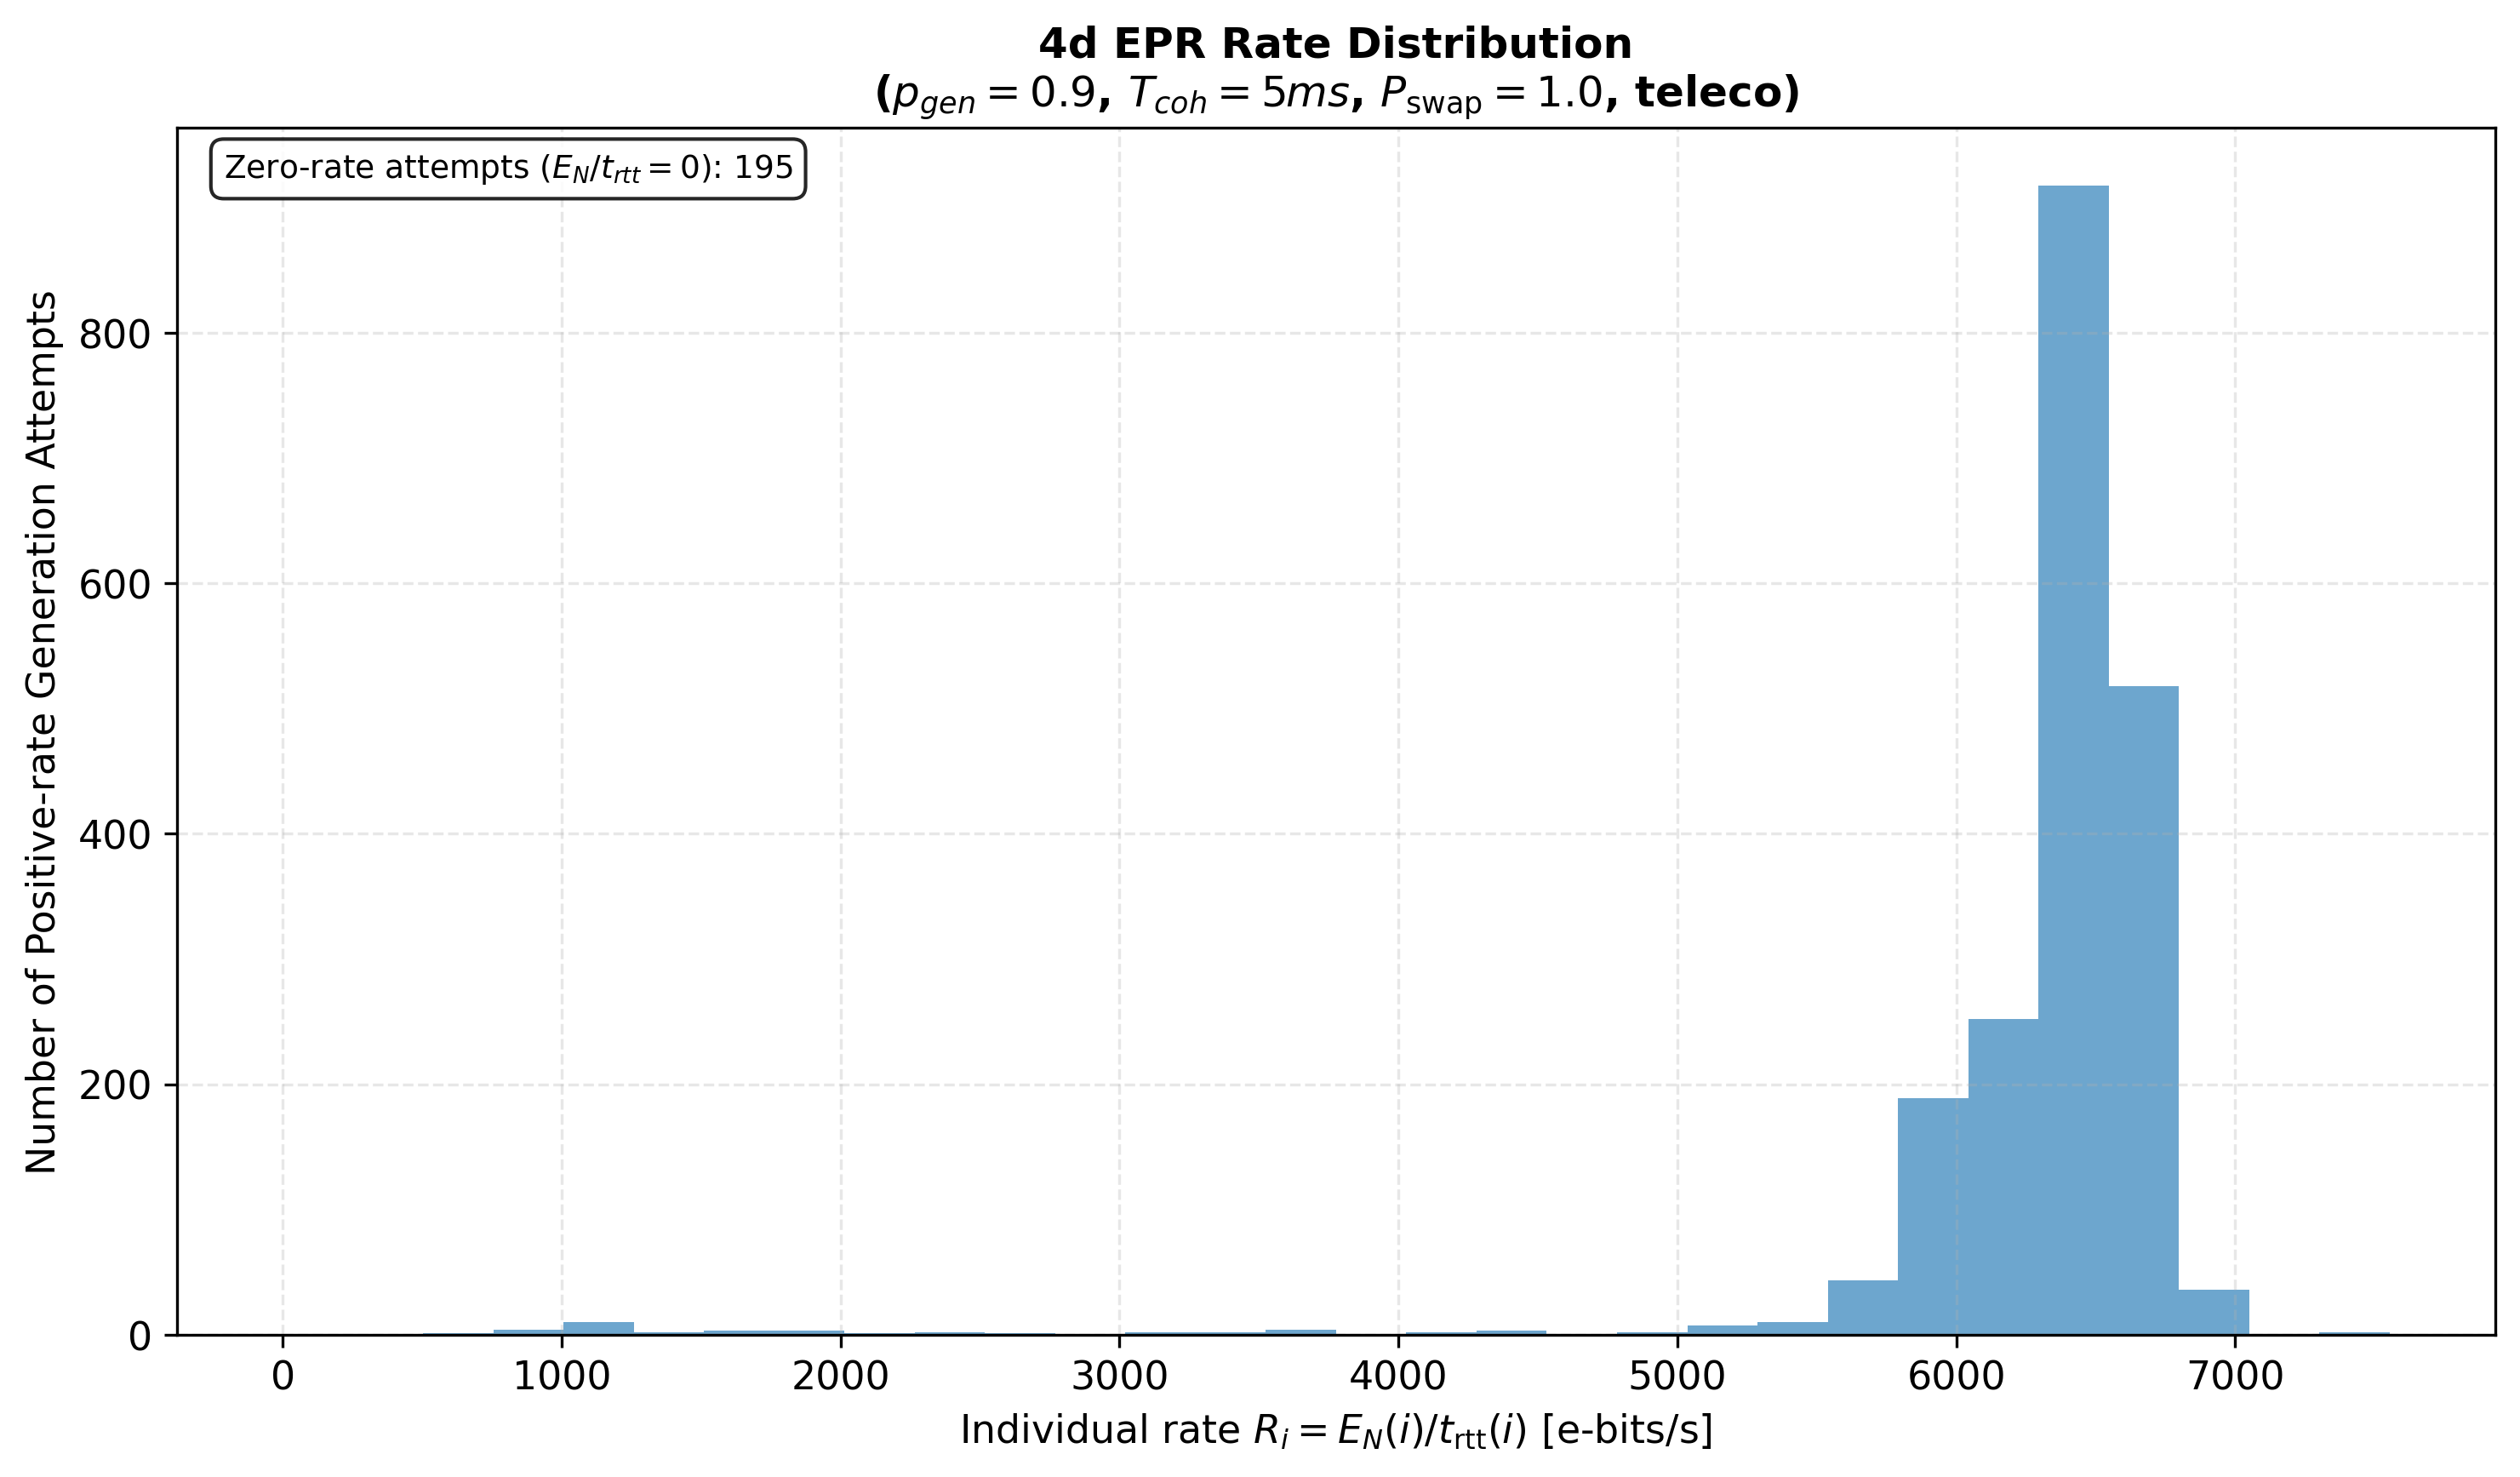 4d EPR Rate Distribution
(p_gen = 0.9, T_coh = 5ms, P_swap = 1.0, teleco)
Zero-rate attempts (E_N/t_rtt = 0): 195
Number of Positive-rate Generation Attempts
800
600
400
200
0
0 1000 2000 3000 4000 5000 6000 7000
Individual rate R_i = E_N(i)/t_rtt(i) [e-bits/s]